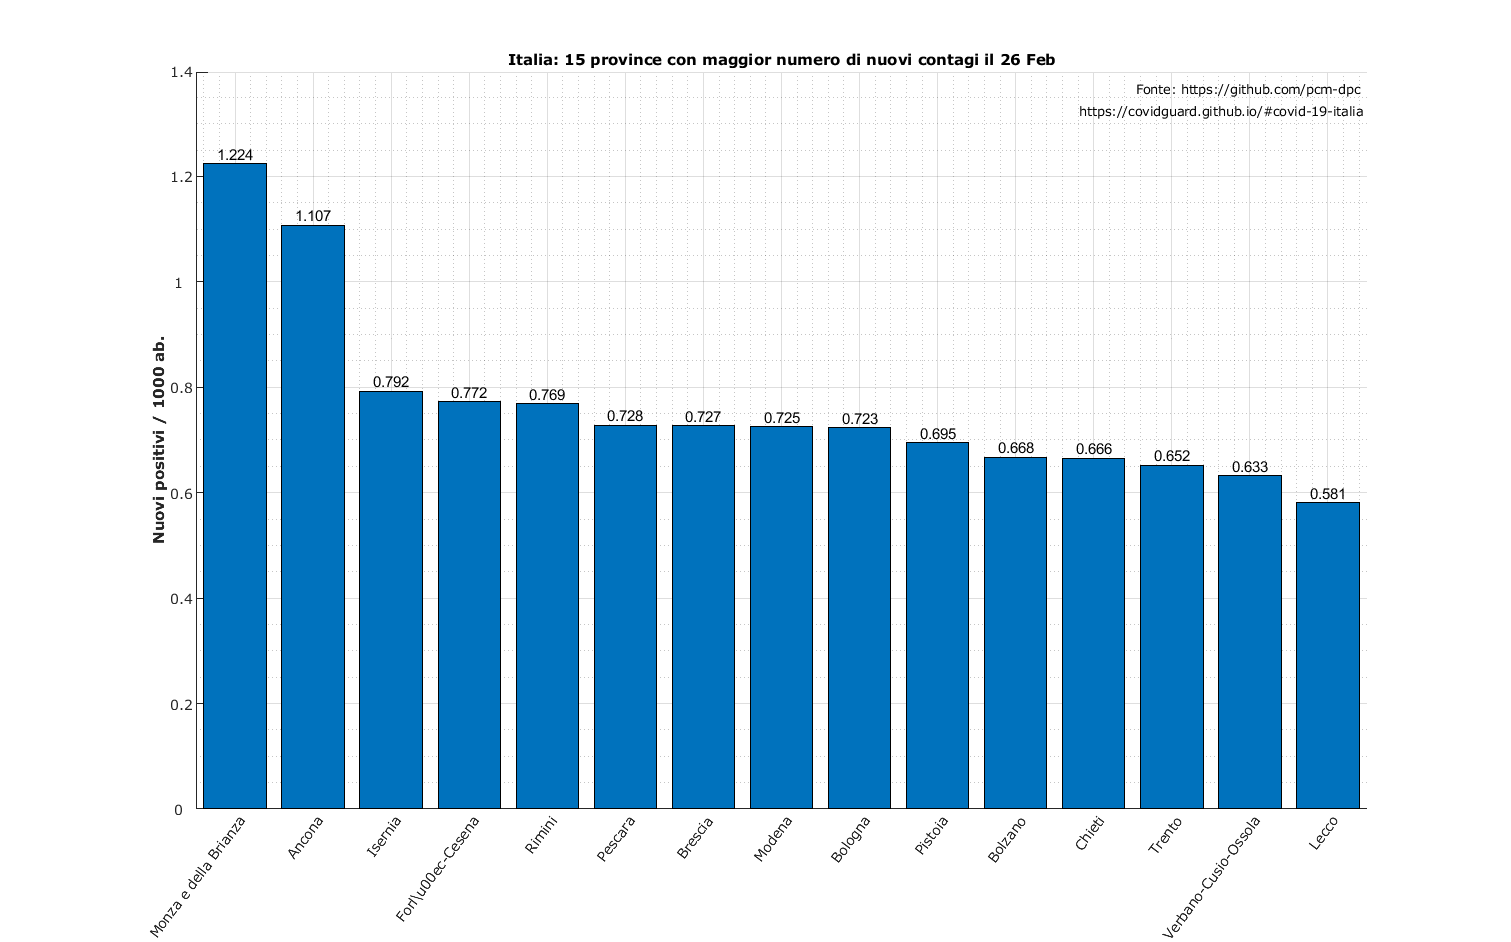 Italia: 15 province con maggior numero di nuovi contagi il 26 Feb
Fonte: https://github.com/pcm-dpc
https://covidguard.github.io/#covid-19-italia
Nuovi positivi / 1000 ab.
1.4
1.2
1
0.8
0.6
0.4
0.2
0
1.224
1.107
0.792
0.772
0.769
0.728
0.727
0.725
0.723
0.695
0.668
0.666
0.652
0.633
0.581
Monza e della Brianza
Ancona
Isernia
Forl\u00ec-Cesena
Rimini
Pescara
Brescia
Modena
Bologna
Pistoia
Bolzano
Chieti
Trento
Verbano-Cusio-Ossola
Lecco